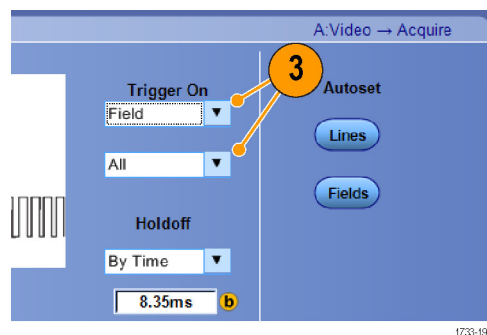 A:Video → Acquire
3
Trigger On
Autoset
Field
Lines
All
Fields
Holdoff
By Time
8.35ms b
1733-19